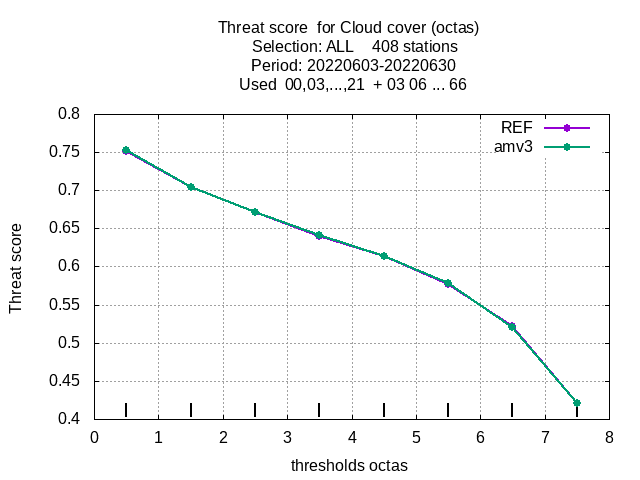 Threat score  for Cloud cover (octas)
Selection: ALL    408 stations
Period: 20220603-20220630
Used  00,03,...,21  + 03 06 ... 66
REF
amv3
0.8
0.75
0.7
0.65
0.6
0.55
0.5
0.45
0.4
Threat score
0 1 2 3 4 5 6 7 8
thresholds octas